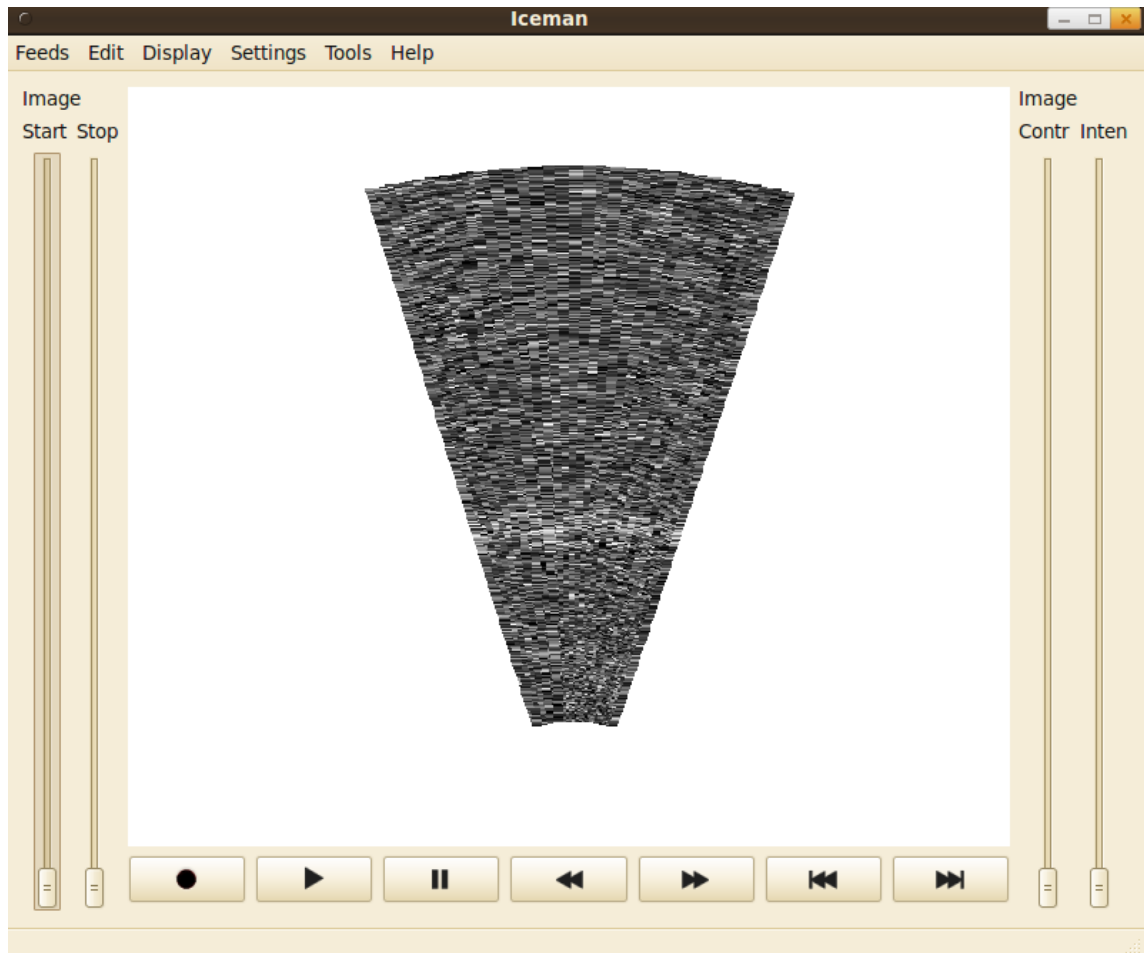 Iceman
Feeds Edit Display Settings Tools Help
Image
Start Stop
Image
Contr Inten